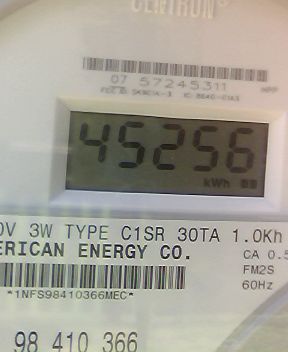 CENTRON®
07 57245311
45256
kWh
0V 3W TYPE C1SR 30TA 1.0Kh
ERICAN ENERGY CO.
CA 0.5
FM2S
60Hz
*1NFS98410366MEC*
98 410 366